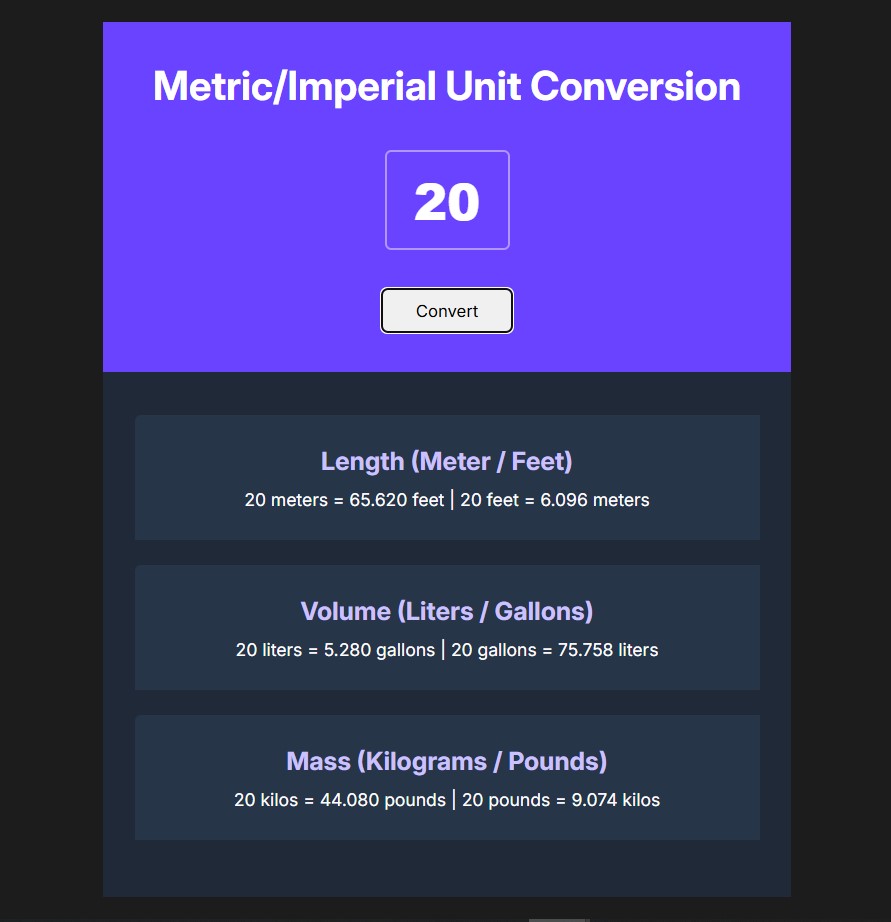 Metric/Imperial Unit Conversion
20
Convert
Length (Meter / Feet)
20 meters = 65.620 feet | 20 feet = 6.096 meters
Volume (Liters / Gallons)
20 liters = 5.280 gallons | 20 gallons = 75.758 liters
Mass (Kilograms / Pounds)
20 kilos = 44.080 pounds | 20 pounds = 9.074 kilos